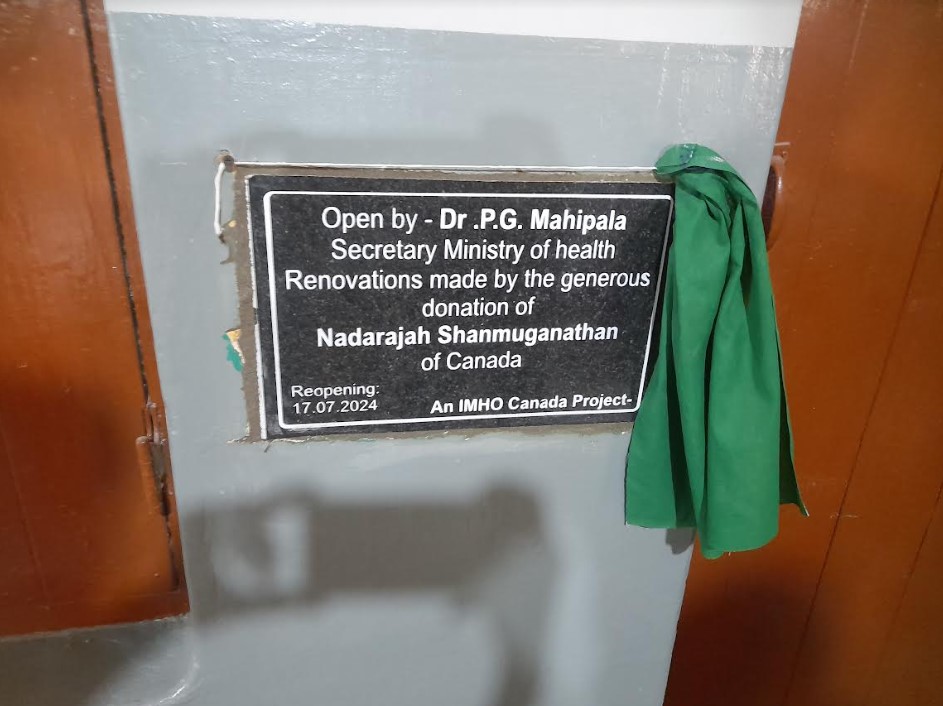 Open by - Dr .P.G. Mahipala
Secretary Ministry of health
Renovations made by the generous
donation of
Nadarajah Shanmuganathan
of Canada
Reopening:
17.07.2024
An IMHO Canada Project-